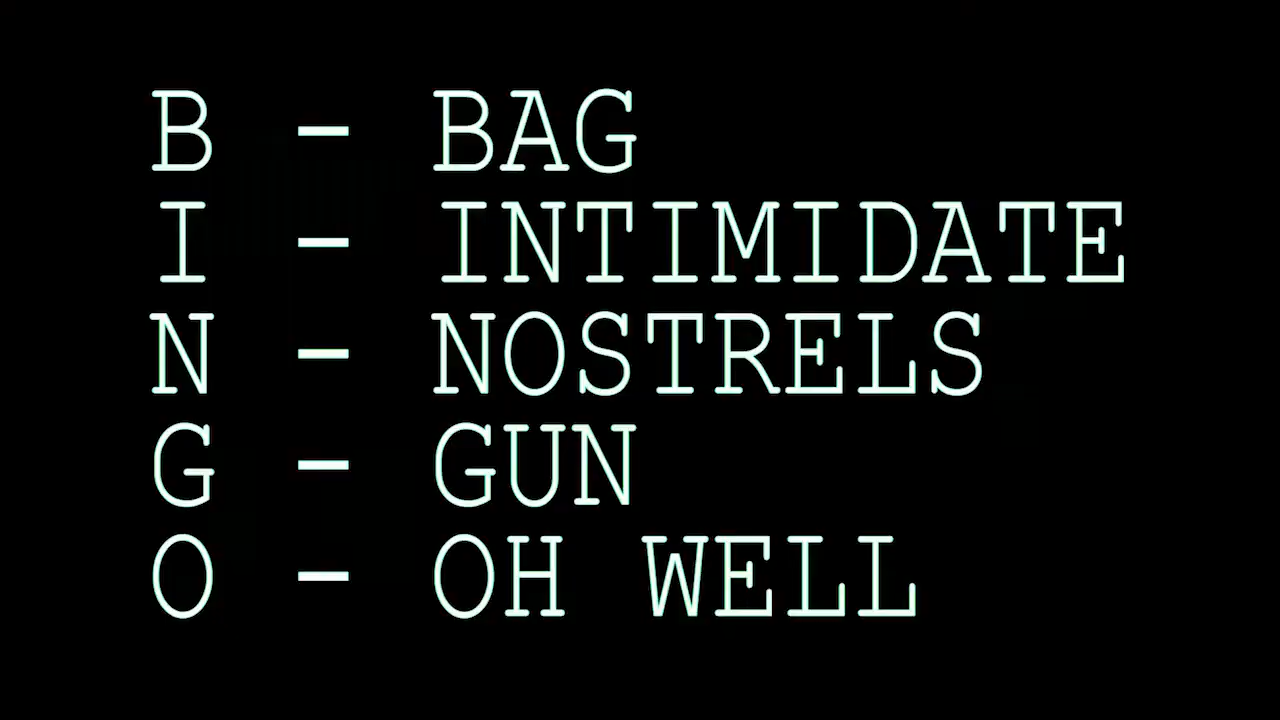 B - BAG
I - INTIMIDATE
N - NOSTRELS
G - GUN
O - OH WELL